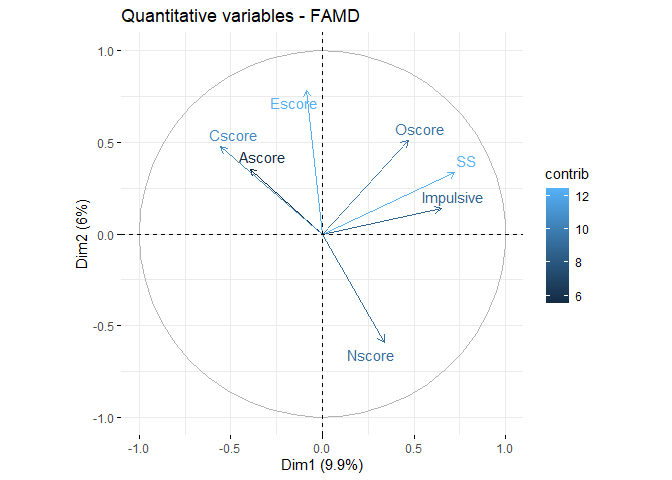 Quantitative variables - FAMD
1.0
Escore
Cscore
Oscore
0.5
Ascore
SS
Impulsive
0.0
-0.5
Nscore
-1.0
-1.0 -0.5 0.0 0.5 1.0
Dim1 (9.9%)
Dim2 (6%)
contrib
12
10
8
6